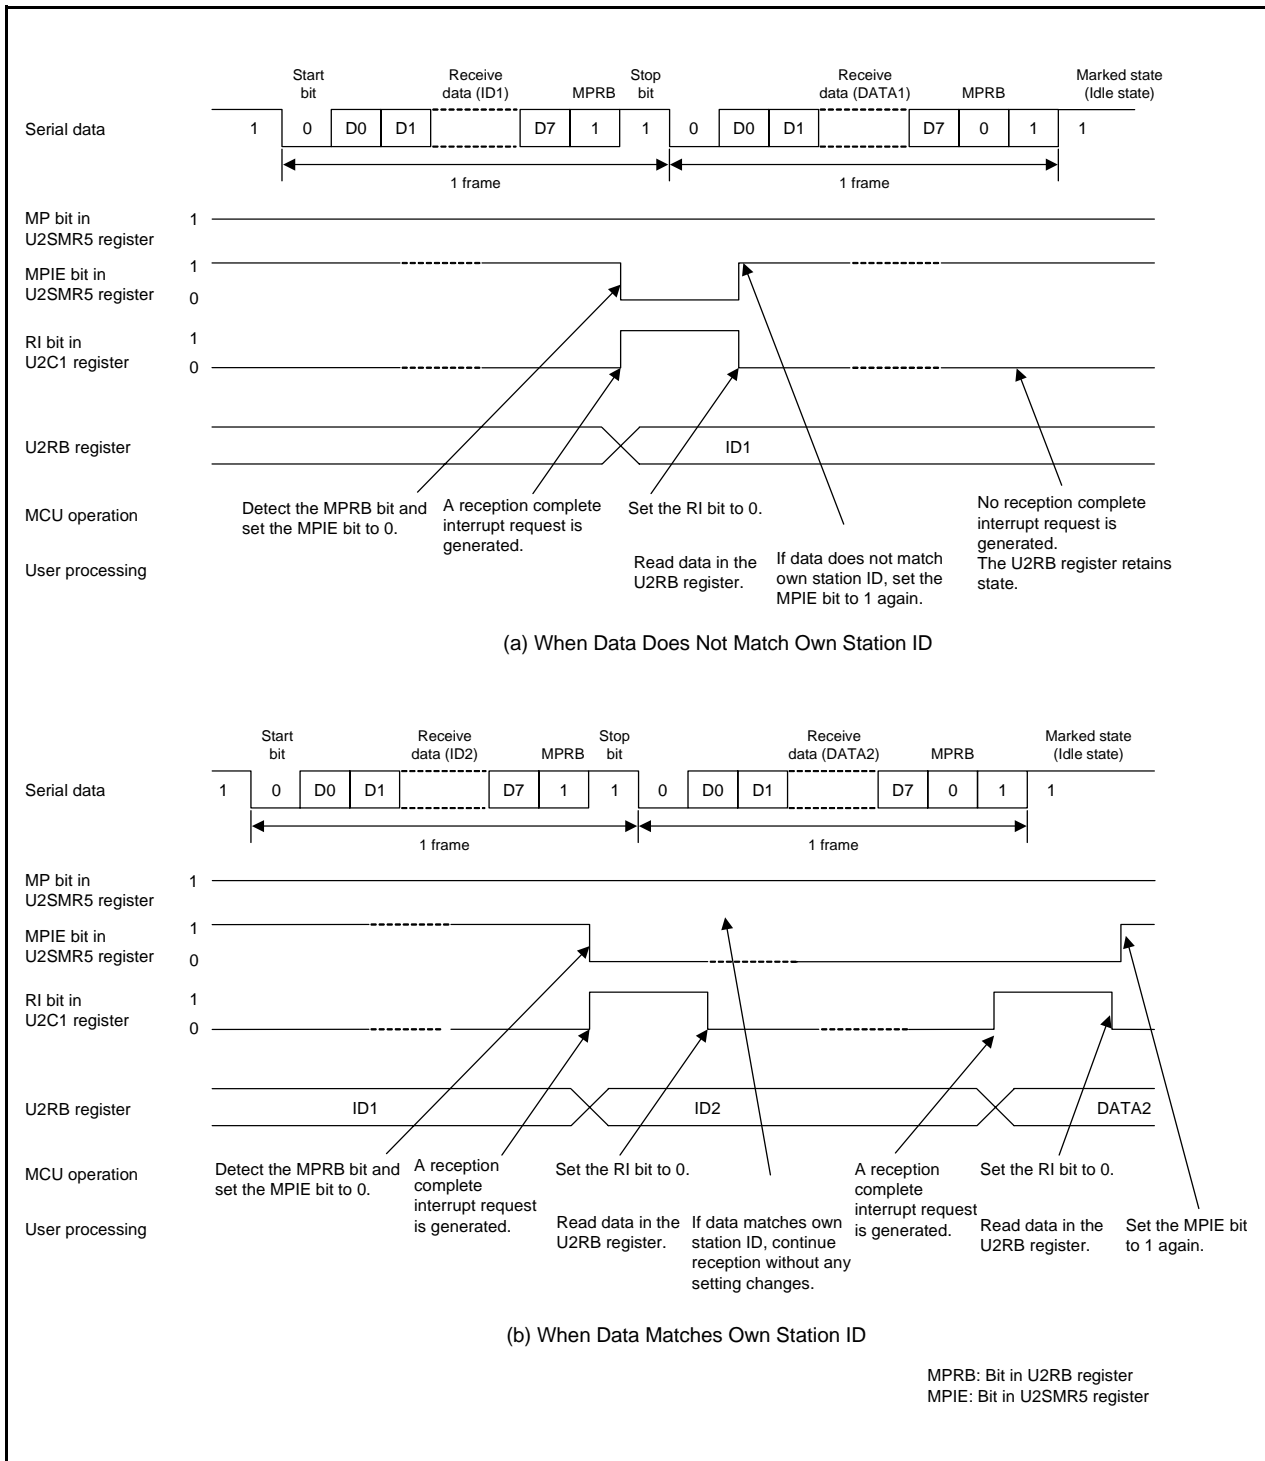 Start
bit
Receive
data (ID1)
MPRB
Stop
bit
Receive
data (DATA1)
MPRB
Marked state
(Idle state)
Serial data
1 0 D0 D1 D7 1 1 0 D0 D1 D7 0 1 1
1 frame 1 frame
MP bit in
U2SMR5 register
1
MPIE bit in
U2SMR5 register
1
0
RI bit in
U2C1 register
1
0
U2RB register
ID1
MCU operation
Detect the MPRB bit and
set the MPIE bit to 0.
A reception complete
interrupt request is
generated.
Set the RI bit to 0.
No reception complete
interrupt request is
generated.
The U2RB register retains
state.
User processing
Read data in the
U2RB register.
If data does not match
own station ID, set the
MPIE bit to 1 again.
(a) When Data Does Not Match Own Station ID
Start
bit
Receive
data (ID2)
MPRB
Stop
bit
Receive
data (DATA2)
MPRB
Marked state
(Idle state)
Serial data
1 0 D0 D1 D7 1 1 0 D0 D1 D7 0 1 1
1 frame 1 frame
MP bit in
U2SMR5 register
1
MPIE bit in
U2SMR5 register
1
0
RI bit in
U2C1 register
1
0
U2RB register
ID1 ID2 DATA2
MCU operation
Detect the MPRB bit and
set the MPIE bit to 0.
A reception
complete
interrupt request
is generated.
Set the RI bit to 0.
A reception
complete
interrupt request
is generated.
Set the RI bit to 0.
User processing
Read data in the
U2RB register.
If data matches own
station ID, continue
reception without any
setting changes.
Read data in the
U2RB register.
Set the MPIE bit
to 1 again.
(b) When Data Matches Own Station ID
MPRB: Bit in U2RB register
MPIE: Bit in U2SMR5 register